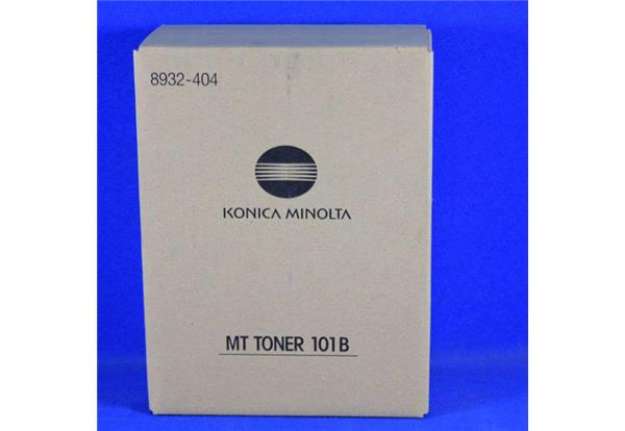 8932-404
KONICA MINOLTA
MT TONER 101B